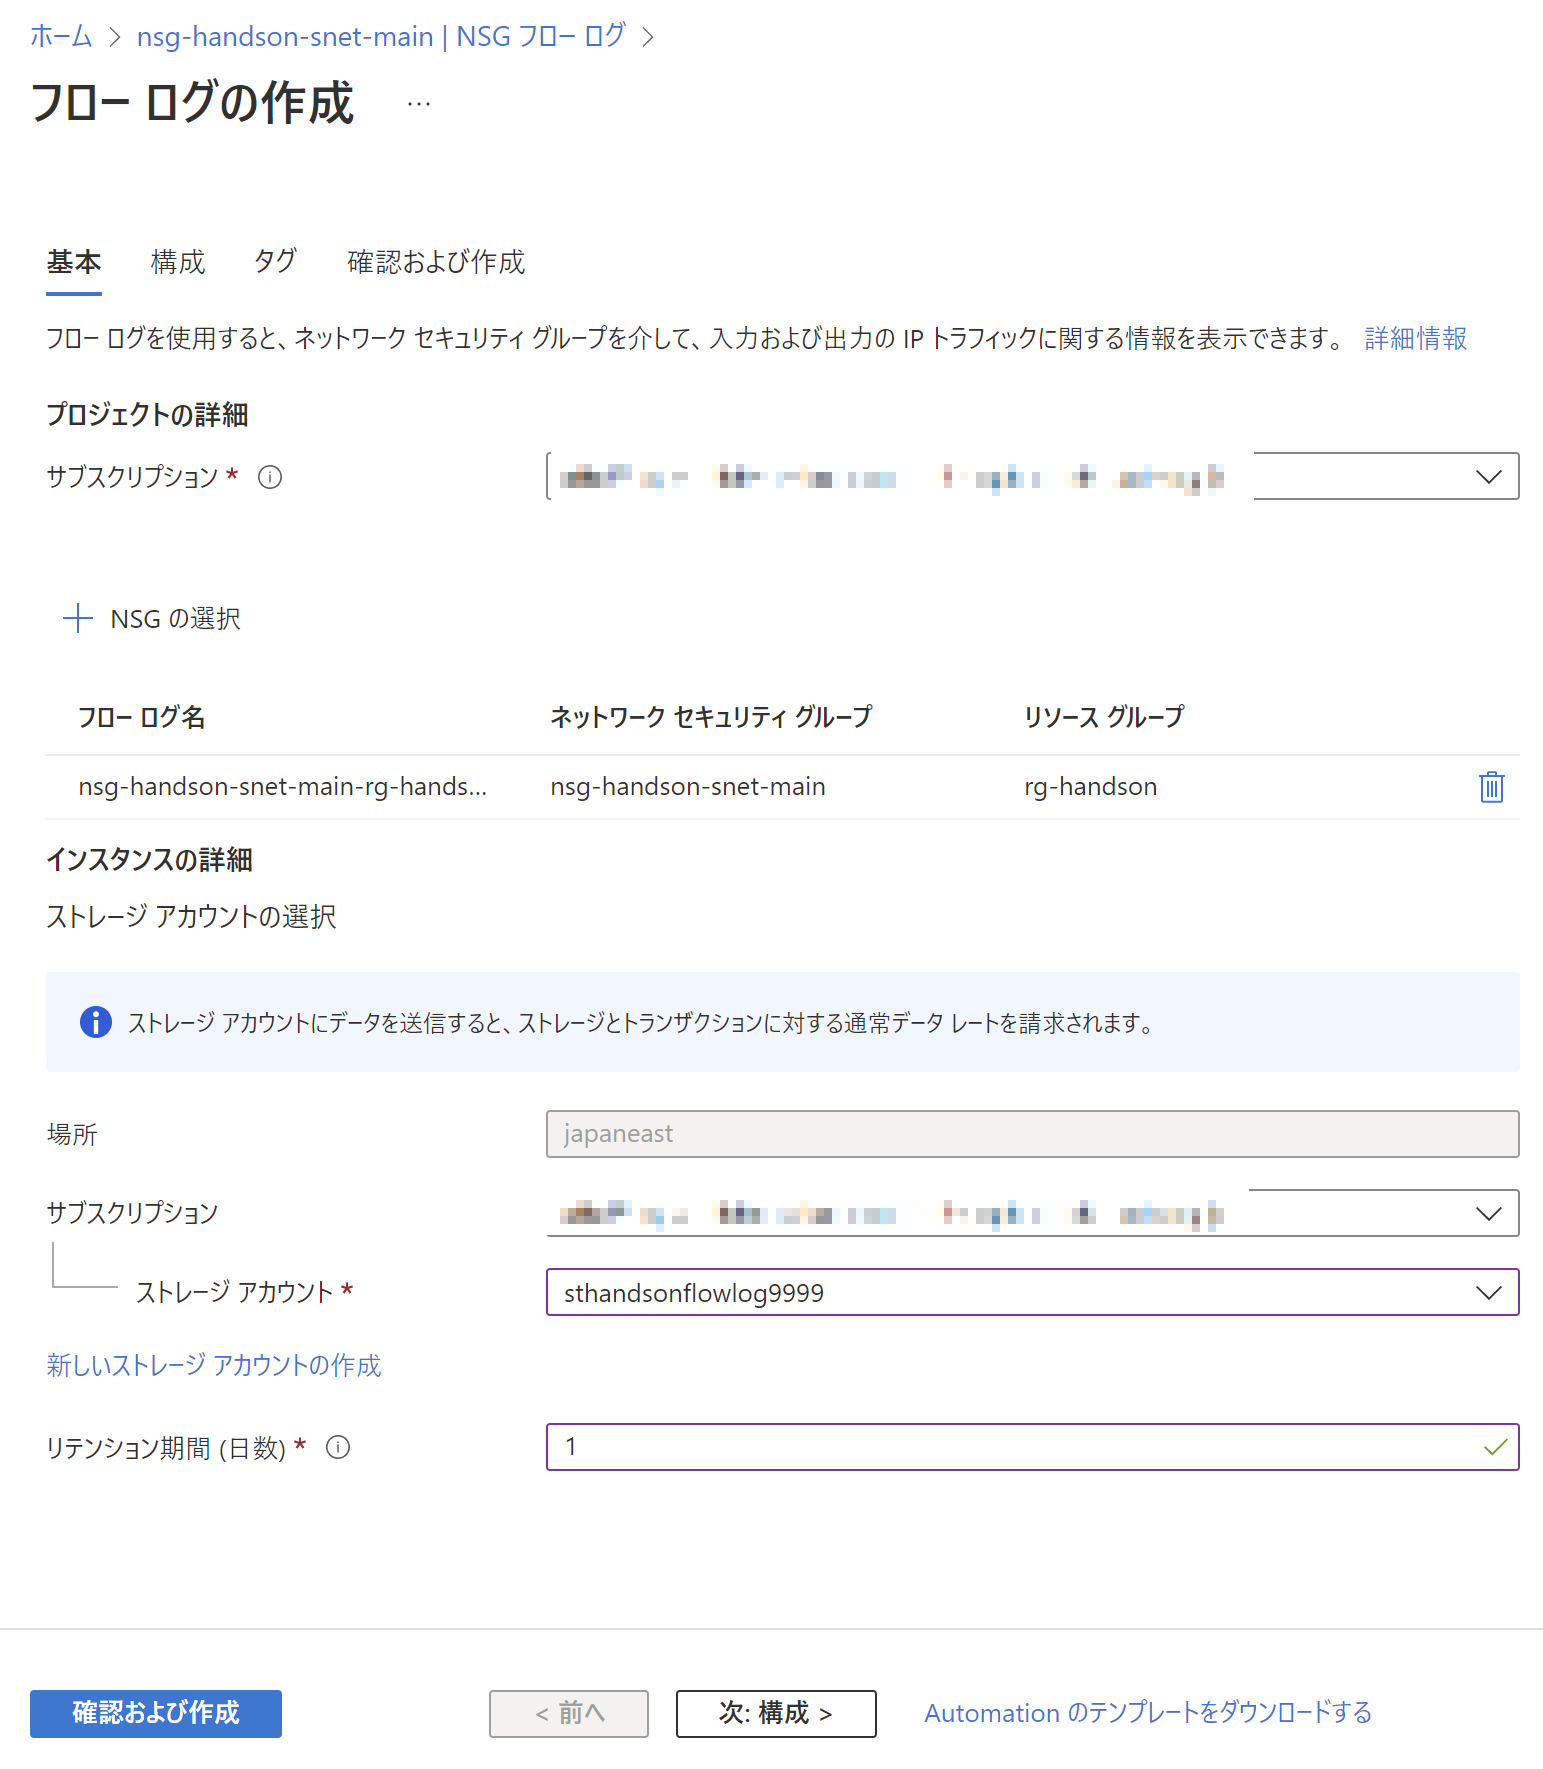 ホーム > nsg-handson-snet-main | NSG フロー ログ >
フロー ログの作成 …
基本 構成 タグ 確認および作成
フロー ログを使用すると、ネットワーク セキュリティ グループを介して、入力および出力の IP トラフィックに関する情報を表示できます。 詳細情報
プロジェクトの詳細
サブスクリプション *
NSG の選択
フロー ログ名 ネットワーク セキュリティ グループ リソース グループ
nsg-handson-snet-main-rg-hands... nsg-handson-snet-main rg-handson
インスタンスの詳細
ストレージ アカウントの選択
ストレージ アカウントにデータを送信すると、ストレージとトランザクションに対する通常データ レートを請求されます。
場所 japaneast
サブスクリプション
ストレージ アカウント * sthandsonflowlog9999
新しいストレージ アカウントの作成
リテンション期間 (日数) * 1
確認および作成 < 前へ 次: 構成 > Automation のテンプレートをダウンロードする